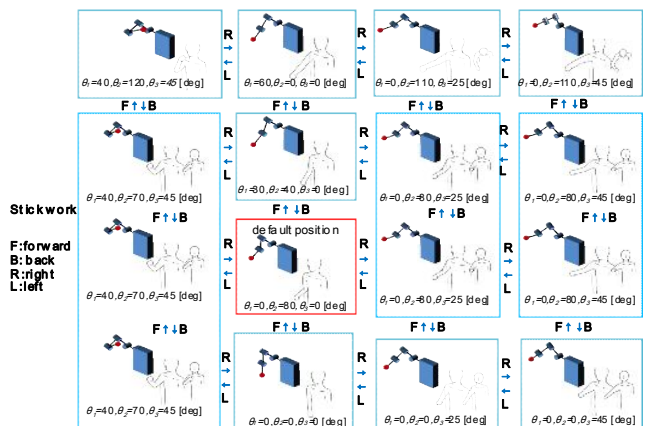 θ₁=40,θ₂=120,θ₃=45 [deg]
R
L
θ₁=60,θ₂=0,θ₃=0 [deg]
R
L
θ₁=0,θ₂=110,θ₃=25 [deg]
R
L
θ₁=0,θ₂=110,θ₃=45 [deg]
F↑↓B
F↑↓B
F↑↓B
F↑↓B
θ₁=40,θ₂=70,θ₃=45 [deg]
R
L
θ₁=30,θ₂=40,θ₃=0 [deg]
R
L
θ₁=0,θ₂=80,θ₃=25 [deg]
R
L
θ₁=0,θ₂=80,θ₃=45 [deg]
Stickwork
F:forward
B: back
R:right
L:left
F↑↓B
F↑↓B
F↑↓B
F↑↓B
θ₁=40,θ₂=70,θ₃=45 [deg]
R
L
default position
θ₁=0,θ₂=80,θ₃=0 [deg]
R
L
θ₁=0,θ₂=80,θ₃=25 [deg]
R
L
θ₁=0,θ₂=80,θ₃=45 [deg]
F↑↓B
F↑↓B
F↑↓B
F↑↓B
θ₁=40,θ₂=70,θ₃=45 [deg]
R
L
θ₁=0,θ₂=0,θ₃=0 [deg]
R
L
θ₁=0,θ₂=0,θ₃=25 [deg]
R
L
θ₁=0,θ₂=0,θ₃=45 [deg]